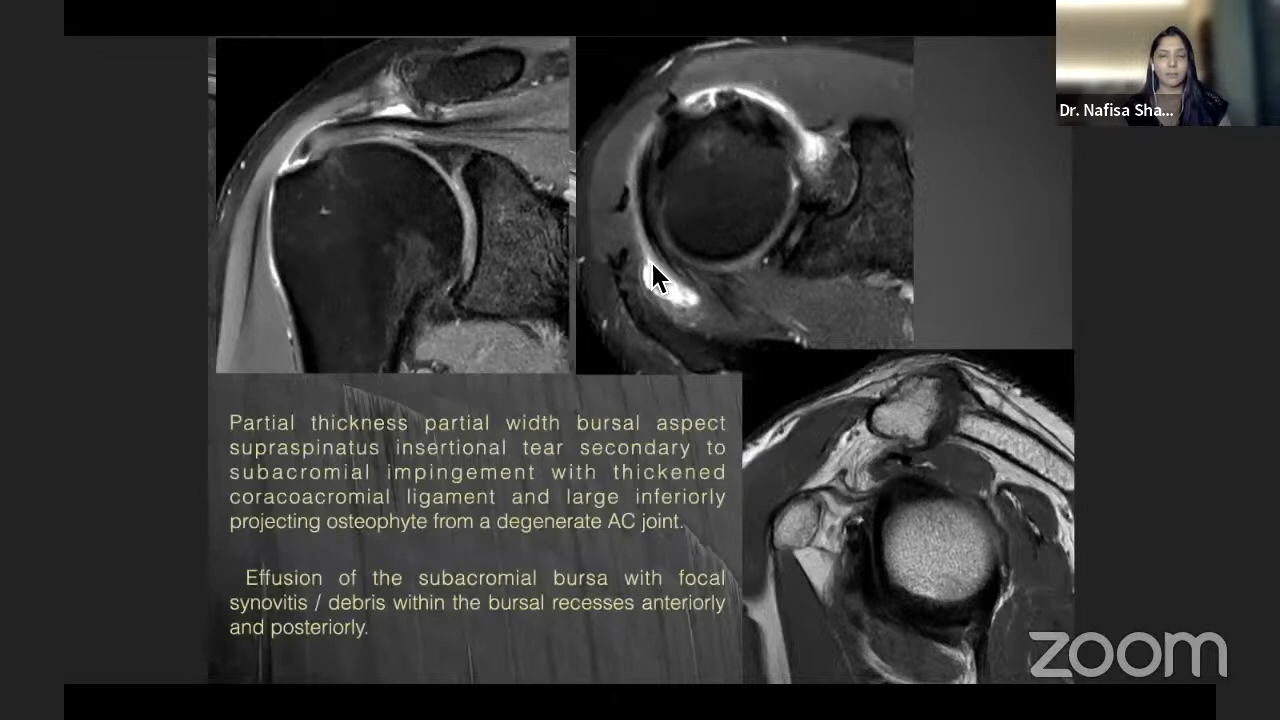 Dr. Nafisa Sha...
Partial thickness partial width bursal aspect
supraspinatus insertional tear secondary to
subacromial impingement with thickened
coracoacromial ligament and large inferiorly
projecting osteophyte from a degenerate AC joint.
Effusion of the subacromial bursa with focal
synovitis / debris within the bursal recesses anteriorly
and posteriorly.
zoom